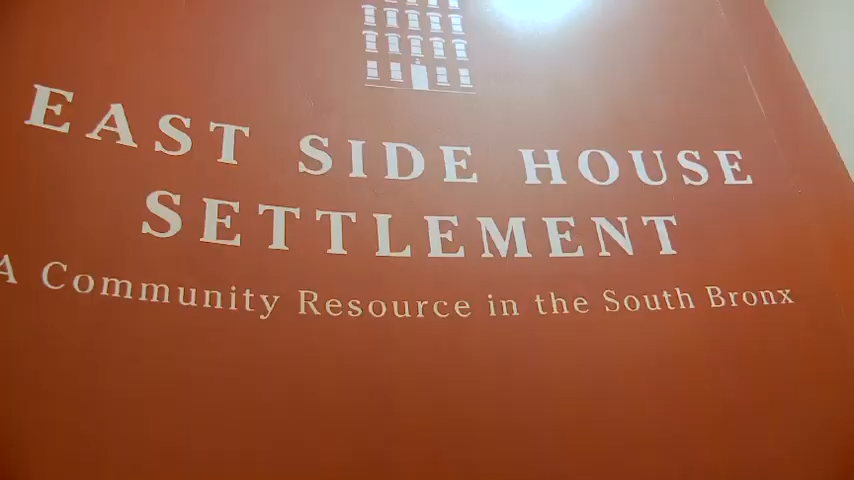 EAST SIDE HOUSE
SETTLEMENT
A Community Resource in the South Bronx